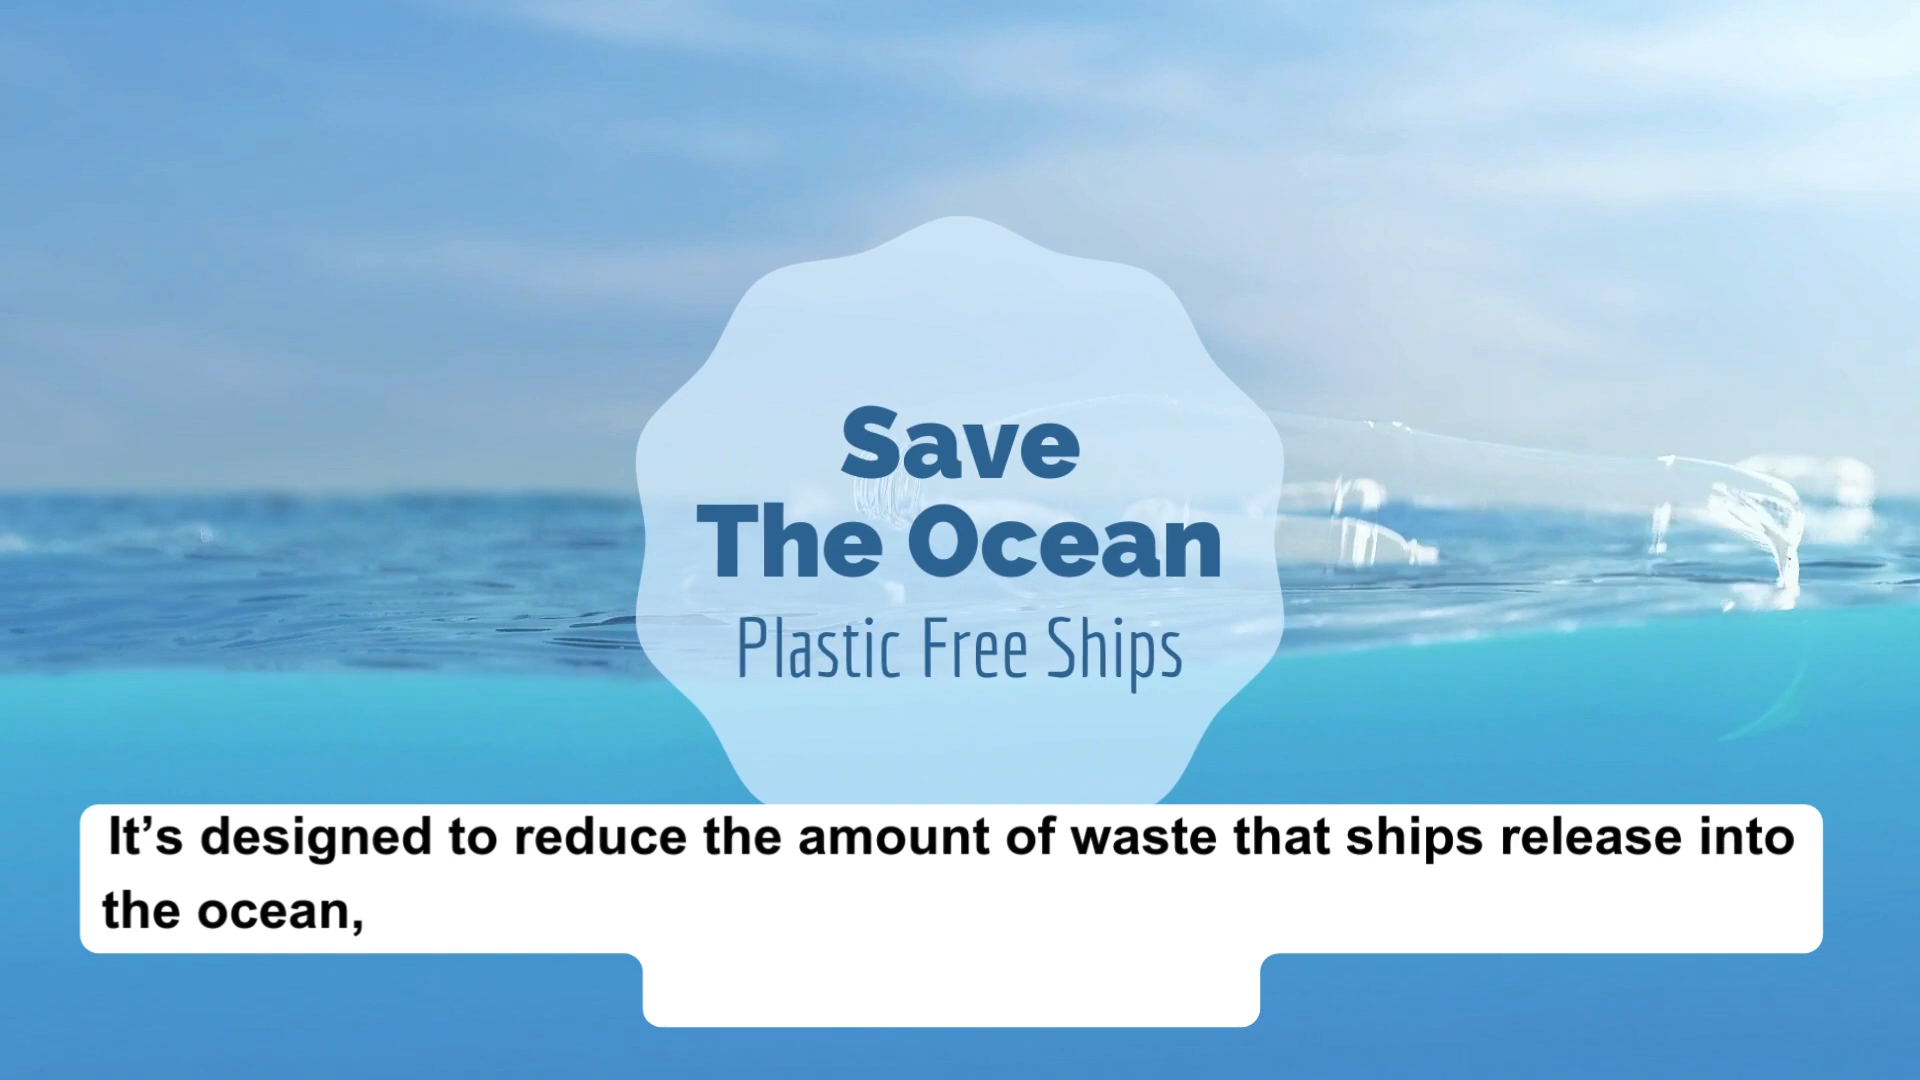 Save
The Ocean
Plastic Free Ships
It’s designed to reduce the amount of waste that ships release into
the ocean,